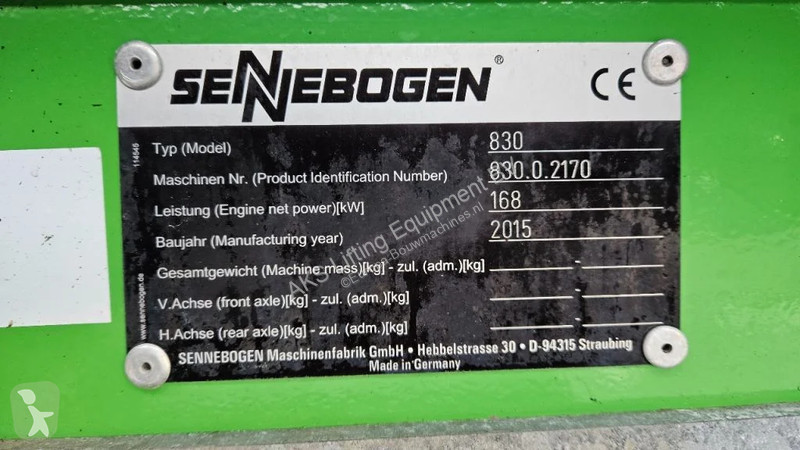 SENNEBOGEN ® CE
114545
Typ (Model) 830
Maschinen Nr. (Product Identification Number) 830.0.2170
Leistung (Engine net power)[kW] 168
Baujahr (Manufacturing year) 2015
Gesamtgewicht (Machine mass)[kg] - zul. (adm.)[kg] -
V.Achse (front axle)[kg] - zul. (adm.)[kg] -
H.Achse (rear axle)[kg] - zul. (adm.)[kg] -
www.sennebogen.de
SENNEBOGEN Maschinenfabrik GmbH • Hebbelstrasse 30 • D-94315 Straubing
Made in Germany
AKS Lifting Equipment